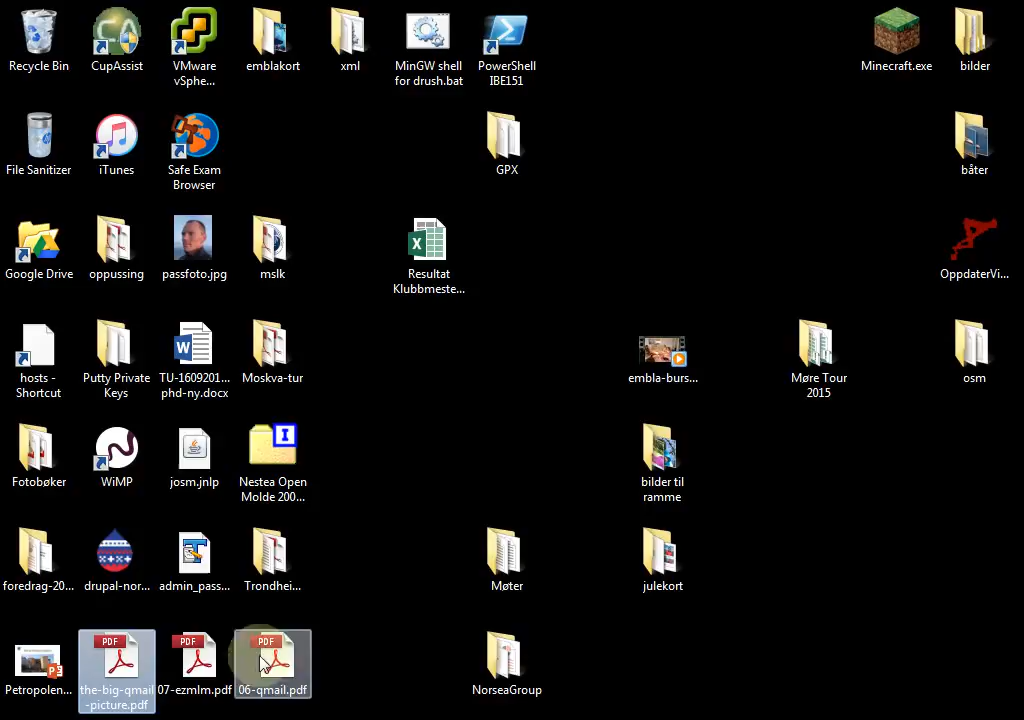 Recycle Bin
CupAssist
VMware
vSphe...
emblakort
xml
MinGW shell
for drush.bat
PowerShell
IBE151
Minecraft.exe
bilder
File Sanitizer
iTunes
Safe Exam
Browser
GPX
båter
Google Drive
oppussing
passfoto.jpg
mslk
Resultat
Klubbmeste...
OppdaterVi...
hosts -
Shortcut
Putty Private
Keys
TU-1609201...
phd-ny.docx
Moskva-tur
embla-burs...
Møre Tour
2015
osm
Fotobøker
WiMP
josm.jnlp
Nestea Open
Molde 200...
bilder til
ramme
foredrag-20...
drupal-nor...
admin_pass...
Trondhei...
Møter
julekort
PDF
PDF
PDF
Petropolen...
the-big-qmail
-picture.pdf
07-ezmlm.pdf
06-qmail.pdf
NorseaGroup